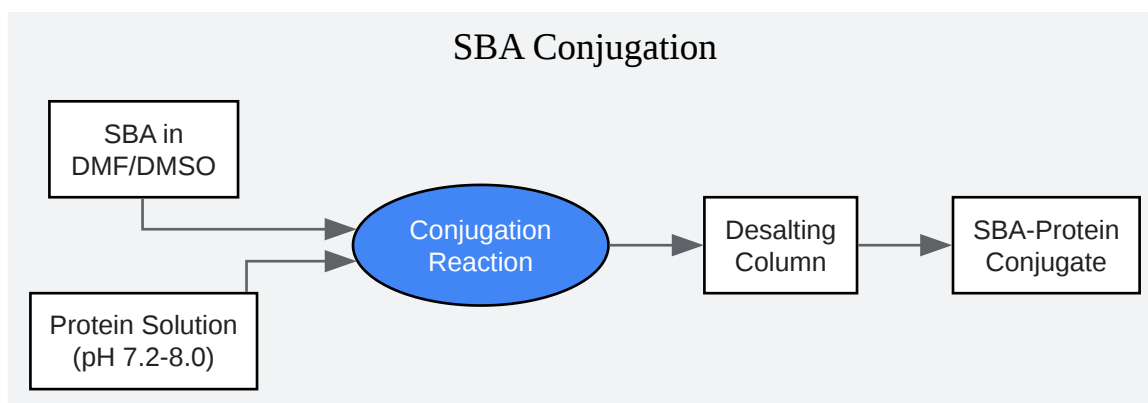 SBA Conjugation
SBA in
DMF/DMSO
Protein Solution
(pH 7.2-8.0)
Conjugation
Reaction
Desalting
Column
SBA-Protein
Conjugate